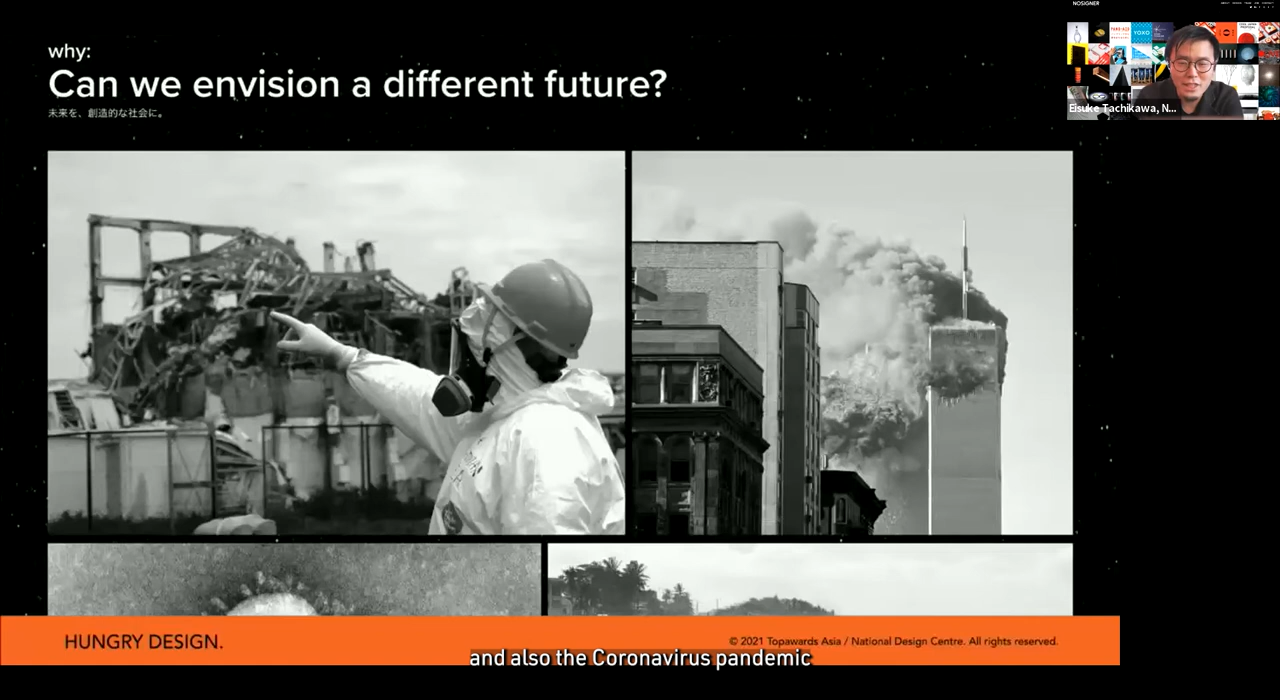 NOSIGNER
why:
Can we envision a different future?
未来を、創造的な社会に。
YOXO
Eisuke Tachikawa, N...
HUNGRY DESIGN.
© 2021 Topawards Asia / National Design Centre. All rights reserved.
and also the Coronavirus pandemic